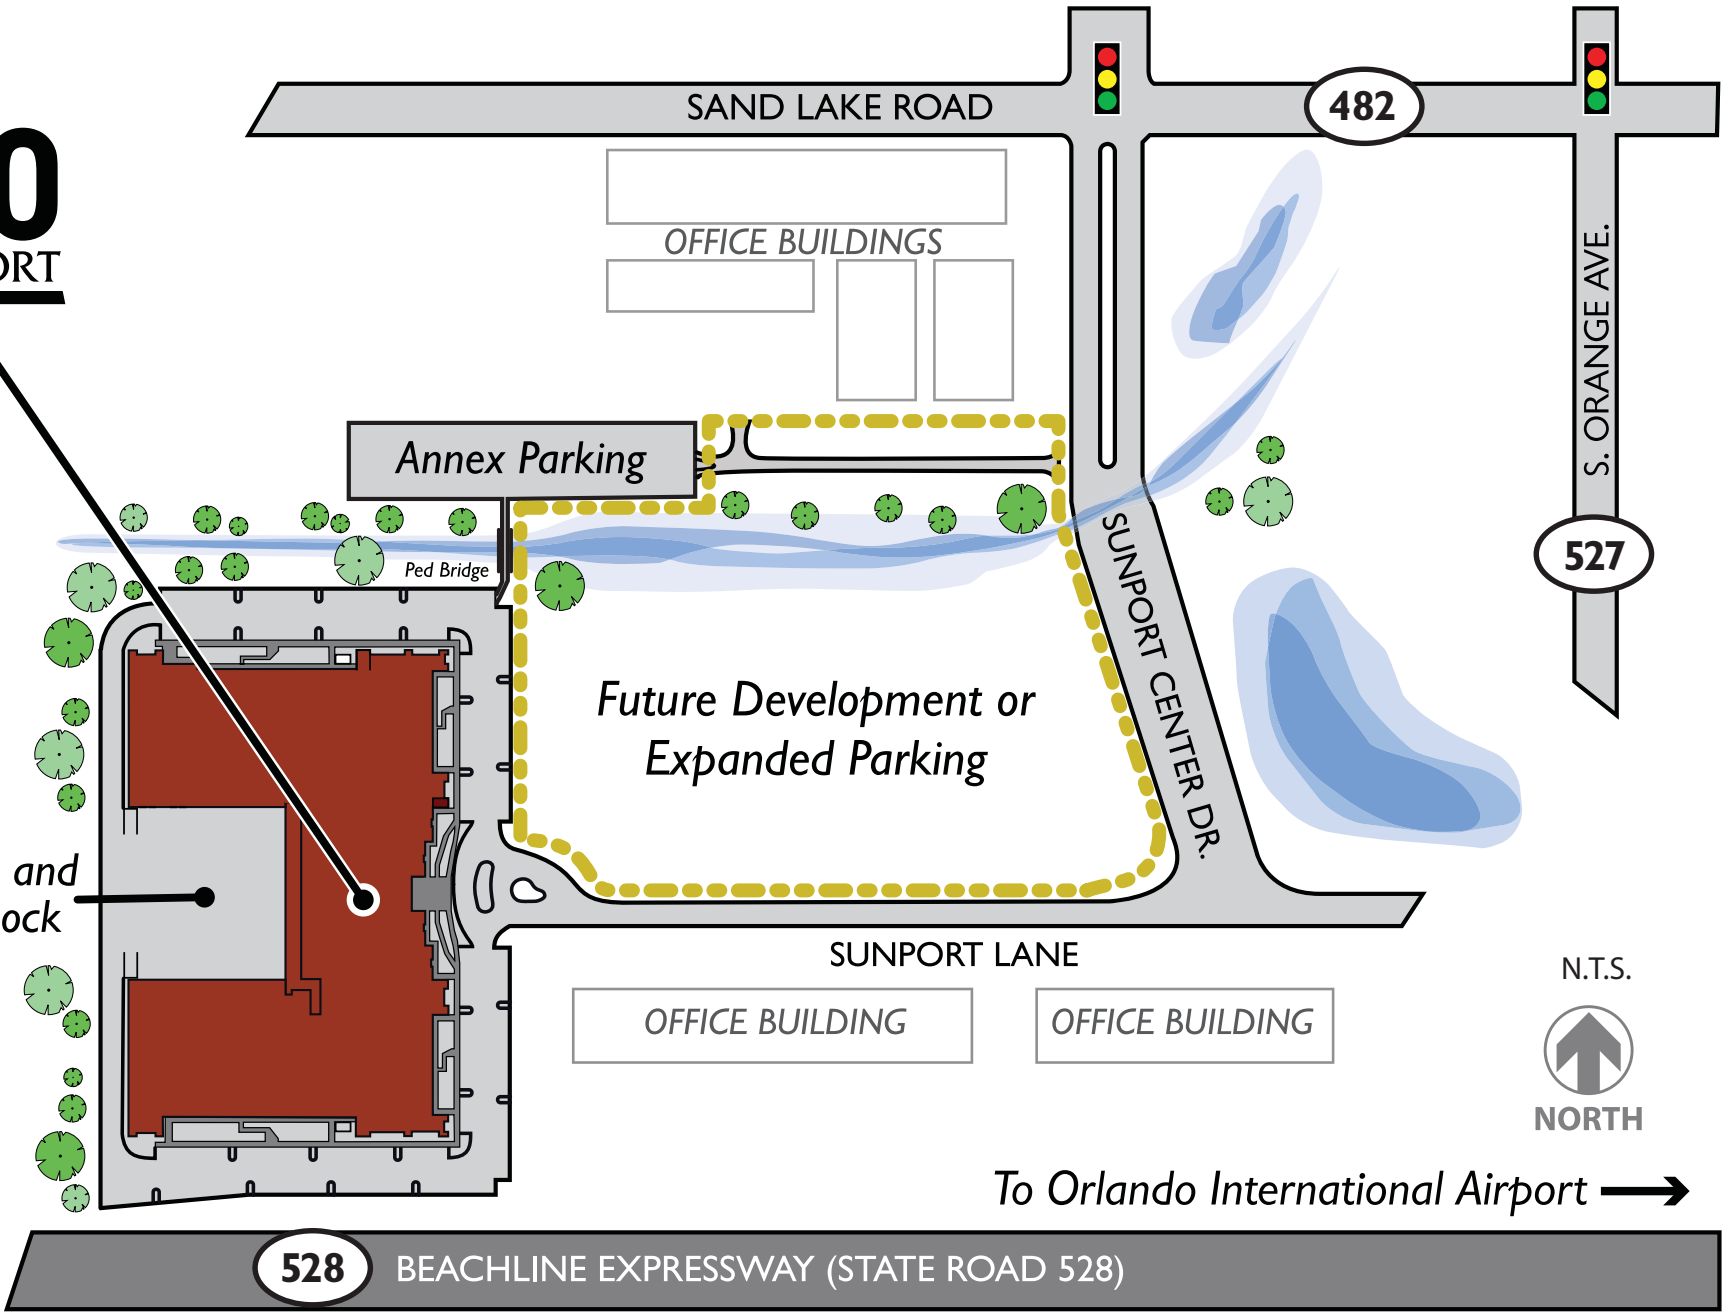 SAND LAKE ROAD
482
0
ORT
OFFICE BUILDINGS
S. ORANGE AVE.
Annex Parking
Ped Bridge
SUNPORT CENTER DR.
527
Future Development or
Expanded Parking
and
ock
SUNPORT LANE
N.T.S.
OFFICE BUILDING
OFFICE BUILDING
NORTH
To Orlando International Airport
528
BEACHLINE EXPRESSWAY (STATE ROAD 528)